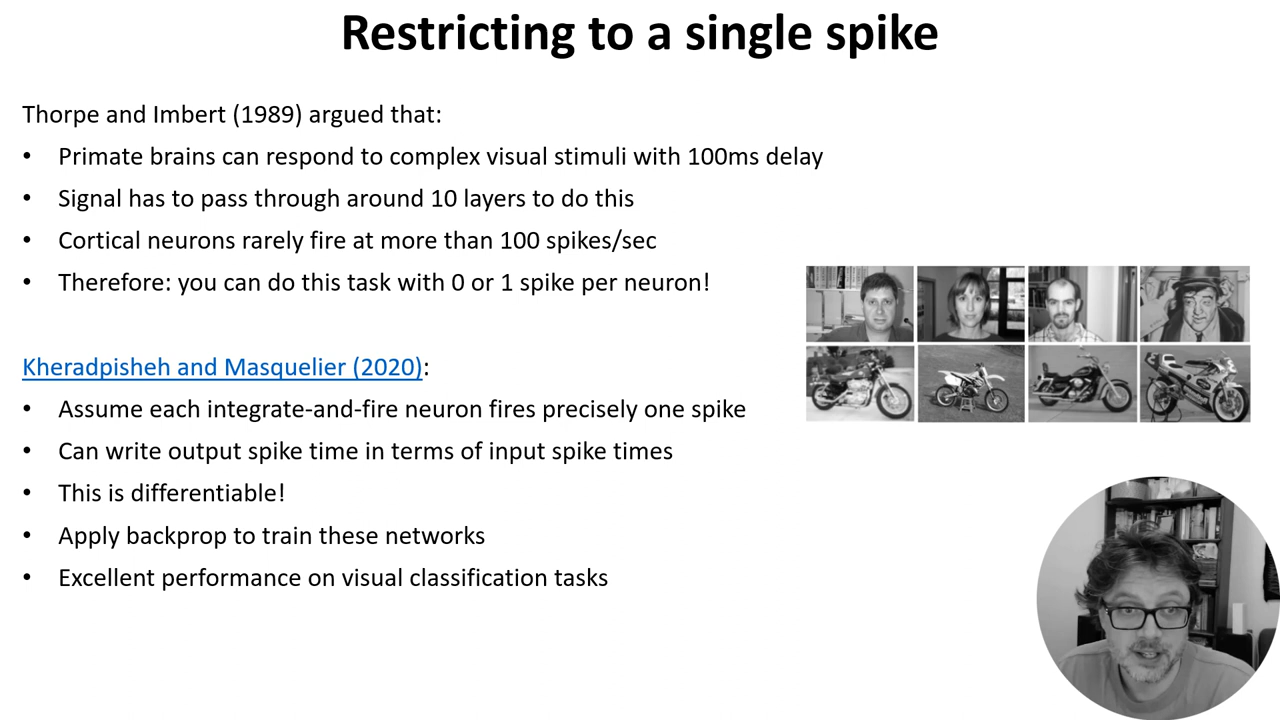 Restricting to a single spike
Thorpe and Imbert (1989) argued that:
• Primate brains can respond to complex visual stimuli with 100ms delay
• Signal has to pass through around 10 layers to do this
• Cortical neurons rarely fire at more than 100 spikes/sec
• Therefore: you can do this task with 0 or 1 spike per neuron!
Kheradpisheh and Masquelier (2020):
• Assume each integrate-and-fire neuron fires precisely one spike
• Can write output spike time in terms of input spike times
• This is differentiable!
• Apply backprop to train these networks
• Excellent performance on visual classification tasks